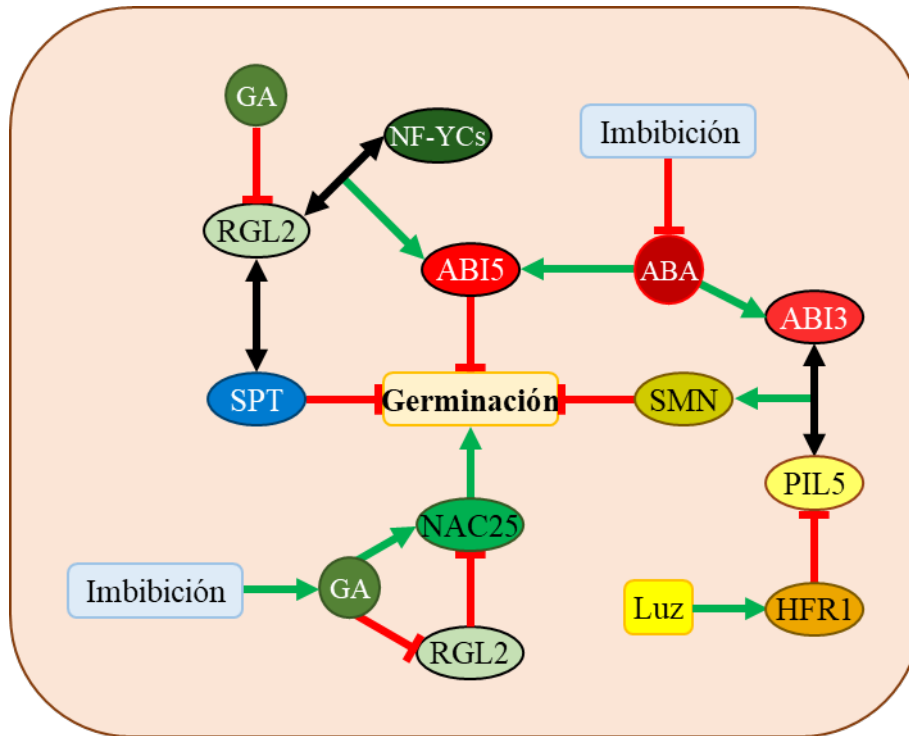 GA
NF-YCs
Imbibición
RGL2
ABI5
ABA
ABI3
SPT
Germinación
SMN
PIL5
NAC25
Imbibición
GA
Luz
HFR1
RGL2